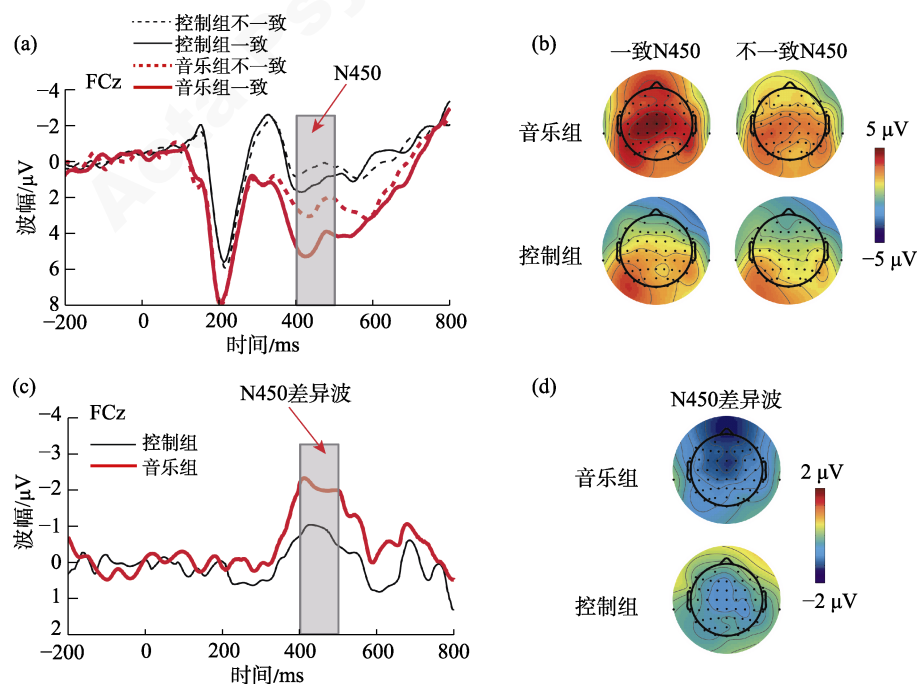 (a)
控制组不一致
控制组一致
音乐组不一致
音乐组一致
FCz
N450
−4
−2
0
2
4
6
8
波幅/μV
−200
0
200
400
600
800
时间/ms
(b)
一致N450
不一致N450
音乐组
控制组
5 μV
−5 μV
(c)
FCz
控制组
音乐组
N450差异波
−4
−3
−2
−1
0
1
2
波幅/μV
−200
0
200
400
600
800
时间/ms
(d)
N450差异波
音乐组
控制组
2 μV
−2 μV